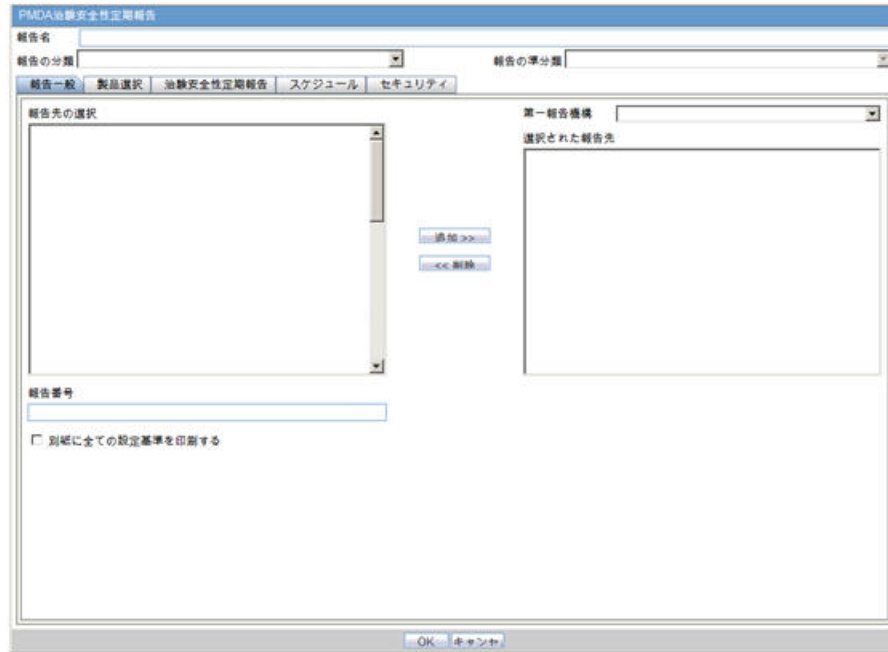 PMDA治験安全性定期報告
報告名
報告の分類 報告の準分類
報告一般 製品選択 治験安全性定期報告 スケジュール セキュリティ
報告先の選択 第一報告機構
選択された報告先
追加 >>
<< 削除
報告番号
別紙に全ての設定基準を印刷する
OK キャンセ